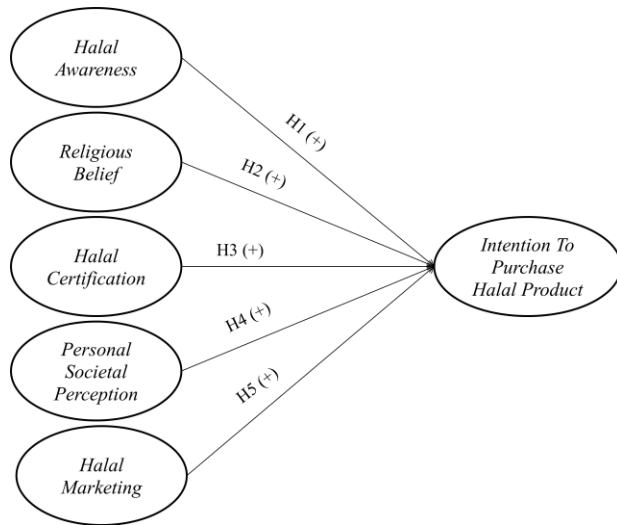 Halal
Awareness
H1 (+)
Religious
Belief
H2 (+)
Halal
Certification
H3 (+)
Intention To
Purchase
Halal Product
Personal
Societal
Perception
H4 (+)
H5 (+)
Halal
Marketing